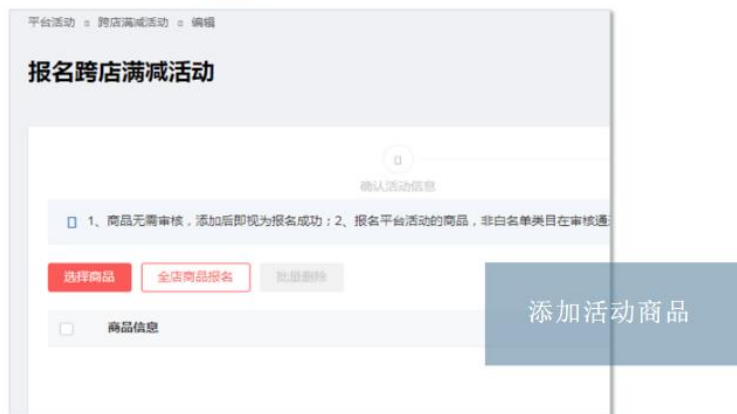 平台活动 跨店满减活动 编辑
报名跨店满减活动
确认活动信息
1、商品无需审核，添加后即视为报名成功；2、报名平台活动的商品，非白名单类目在审核通
选择商品 全店商品报名 批量删除
商品信息
添加活动商品